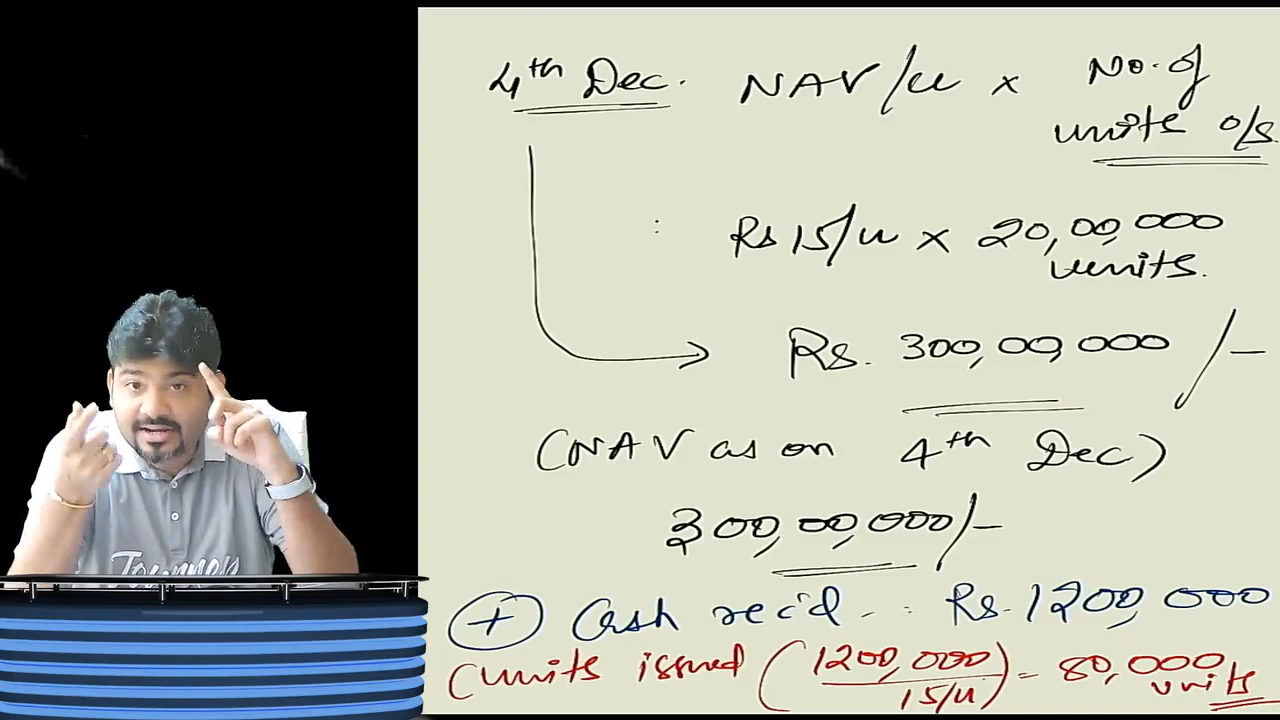 4th Dec. NAV/u × No. of
units o/s.
: Rs 15/u × 20,00,000
units.
Rs. 300,00,000/-
(NAV as on 4th Dec)
300,00,000/-
+ Cash rec'd. : Rs. 1200,000
(units issued (1200,000 / 15/u) = 80,000
units